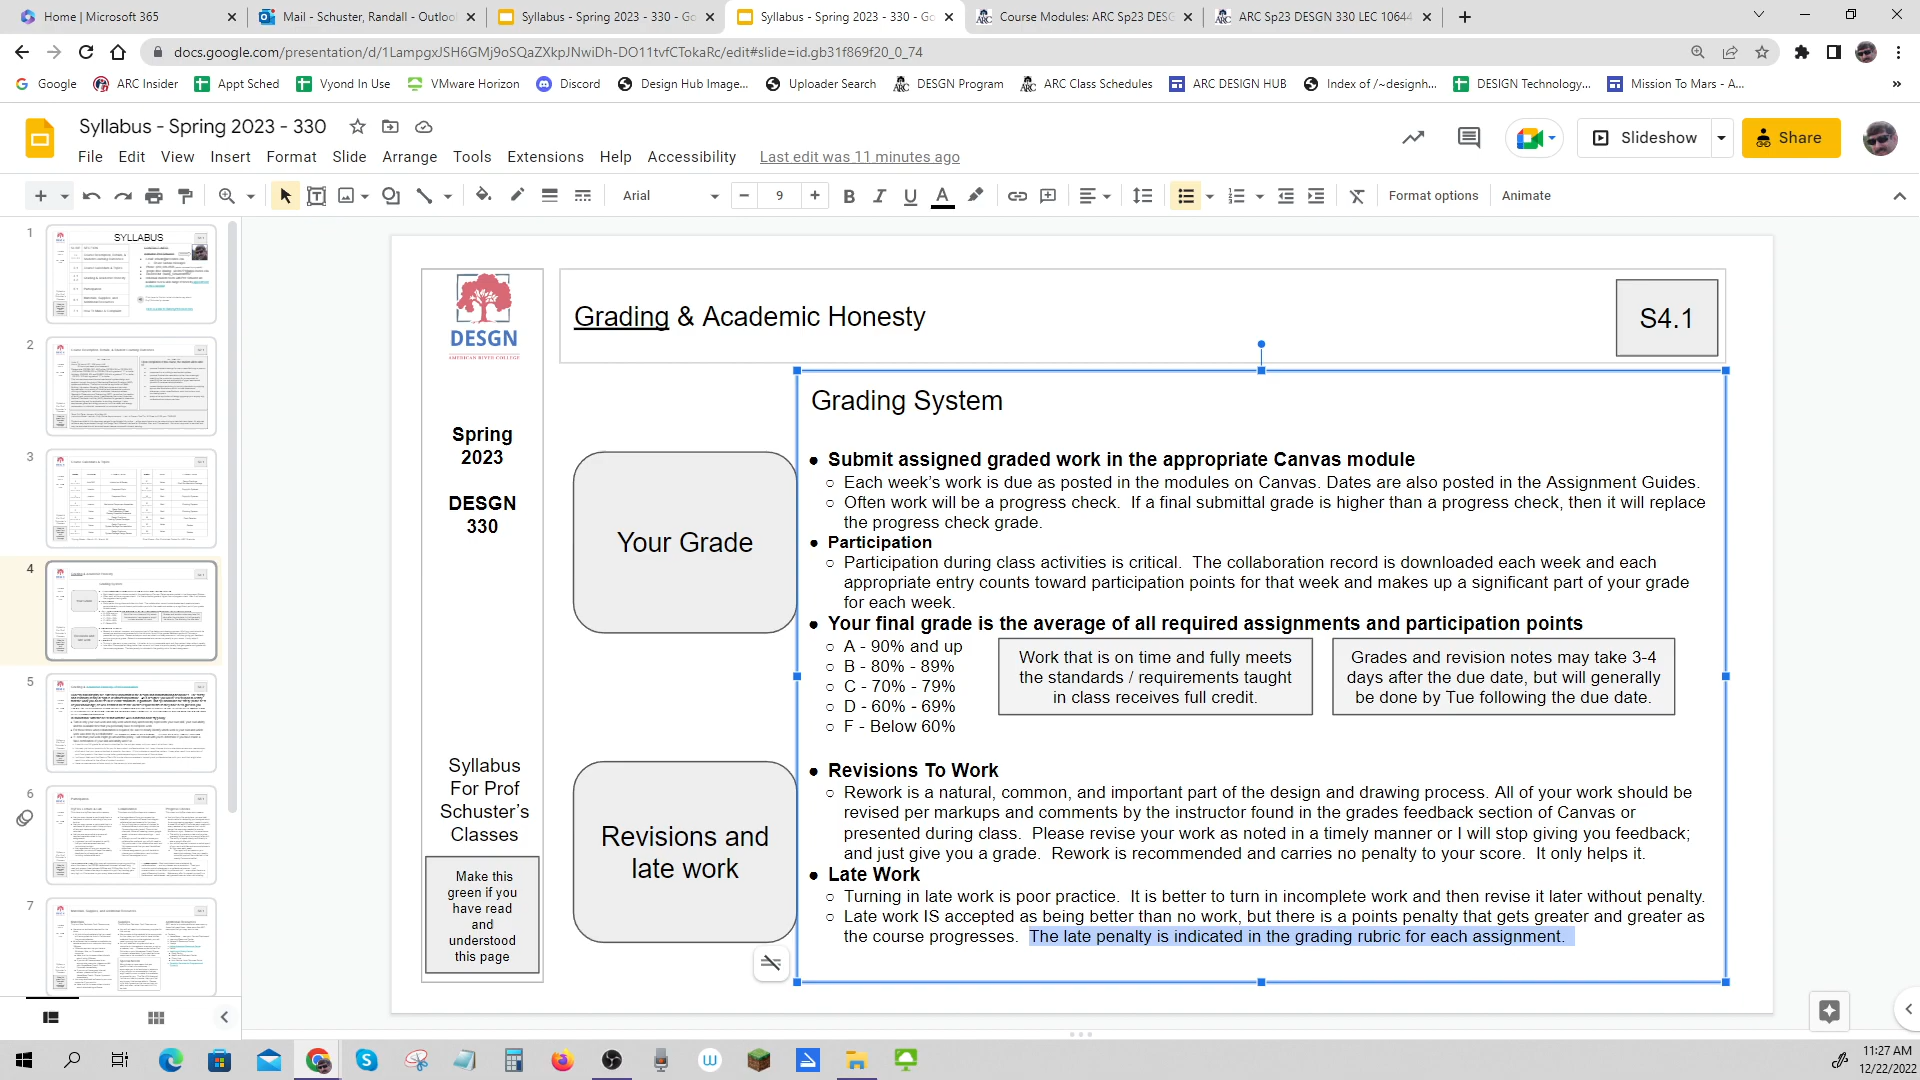 Home | Microsoft 365
Mail - Schuster, Randall - Outlool
Syllabus - Spring 2023 - 330 - Go
Syllabus - Spring 2023 - 330 - Go
Course Modules: ARC Sp23 DESG
ARC Sp23 DESGN 330 LEC 10644
docs.google.com/presentation/d/1LampgxJSH6GMj9oSQaZXkpJNwiDh-DO11tvfCTokaRc/edit#slide=id.gb31f869f20_0_74
Google
ARC Insider
Appt Sched
Vyond In Use
VMware Horizon
Discord
Design Hub Image...
Uploader Search
DESGN Program
ARC Class Schedules
ARC DESIGN HUB
Index of /~designh...
DESIGN Technology...
Mission To Mars - A...
Syllabus - Spring 2023 - 330
File Edit View Insert Format Slide Arrange Tools Extensions Help Accessibility Last edit was 11 minutes ago
Slideshow
Share
Arial
9
Format options
Animate
1
SYLLABUS
2
3
4
5
6
7
DESGN
AMERICAN RIVER COLLEGE
Spring
2023
DESGN
330
Syllabus
For Prof
Schuster's
Classes
Make this
green if you
have read
and
understood
this page
Grading & Academic Honesty
S4.1
Your Grade
Revisions and
late work
Grading System
● Submit assigned graded work in the appropriate Canvas module
○ Each week's work is due as posted in the modules on Canvas. Dates are also posted in the Assignment Guides.
○ Often work will be a progress check. If a final submittal grade is higher than a progress check, then it will replace
the progress check grade.
● Participation
○ Participation during class activities is critical. The collaboration record is downloaded each week and each
appropriate entry counts toward participation points for that week and makes up a significant part of your grade
for each week.
● Your final grade is the average of all required assignments and participation points
○ A - 90% and up
○ B - 80% - 89%
○ C - 70% - 79%
○ D - 60% - 69%
○ F - Below 60%
Work that is on time and fully meets
the standards / requirements taught
in class receives full credit.
Grades and revision notes may take 3-4
days after the due date, but will generally
be done by Tue following the due date.
● Revisions To Work
○ Rework is a natural, common, and important part of the design and drawing process. All of your work should be
revised per markups and comments by the instructor found in the grades feedback section of Canvas or
presented during class. Please revise your work as noted in a timely manner or I will stop giving you feedback;
and just give you a grade. Rework is recommended and carries no penalty to your score. It only helps it.
● Late Work
○ Turning in late work is poor practice. It is better to turn in incomplete work and then revise it later without penalty.
○ Late work IS accepted as being better than no work, but there is a points penalty that gets greater and greater as
the course progresses. The late penalty is indicated in the grading rubric for each assignment.
11:27 AM
12/22/2022